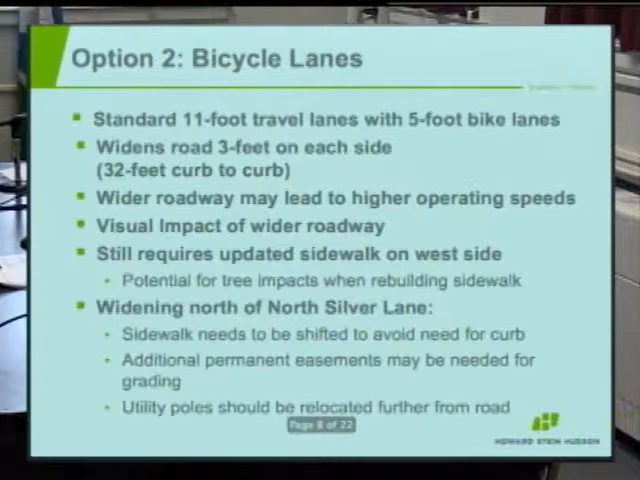 Option 2: Bicycle Lanes
Standard 11-foot travel lanes with 5-foot bike lanes
Widens road 3-feet on each side
(32-feet curb to curb)
Wider roadway may lead to higher operating speeds
Visual Impact of wider roadway
Still requires updated sidewalk on west side
Potential for tree impacts when rebuilding sidewalk
Widening north of North Silver Lane:
Sidewalk needs to be shifted to avoid need for curb
Additional permanent easements may be needed for
grading
Utility poles should be relocated further from road
Page 8 of 22
HOWARD STEIN HUDSON